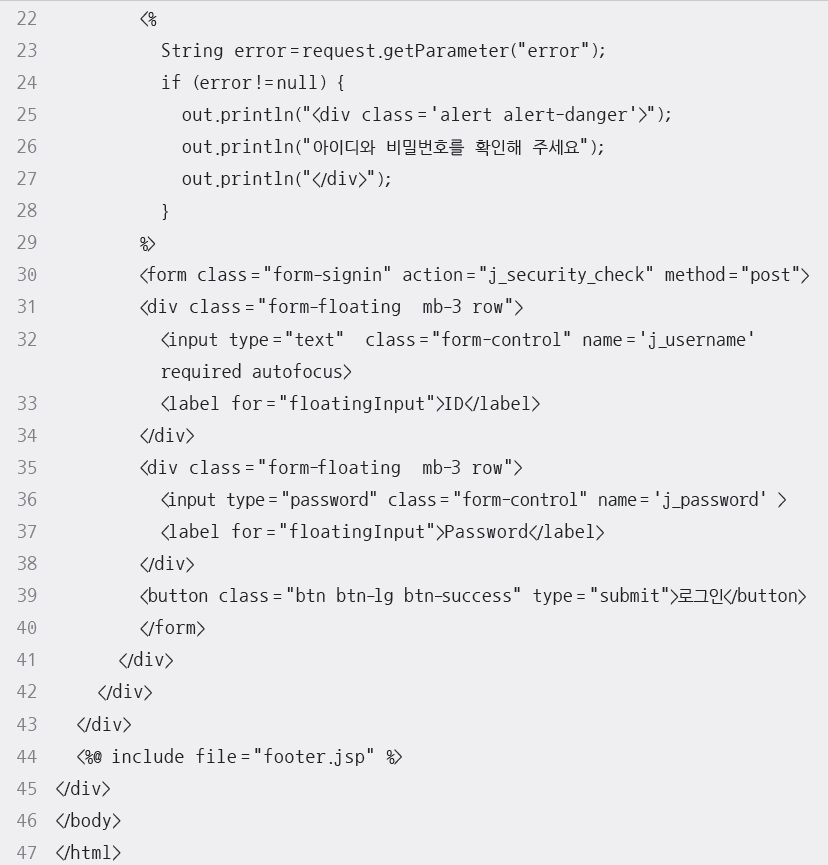 22 <%
23 String error=request.getParameter("error");
24 if (error!=null) {
25 out.println("<div class='alert alert-danger'>");
26 out.println("아이디와 비밀번호를 확인해 주세요");
27 out.println("</div>");
28 }
29 %>
30 <form class="form-signin" action="j_security_check" method="post">
31 <div class="form-floating  mb-3 row">
32 <input type="text"  class="form-control" name='j_username'
required autofocus>
33 <label for="floatingInput">ID</label>
34 </div>
35 <div class="form-floating  mb-3 row">
36 <input type="password" class="form-control" name='j_password' >
37 <label for="floatingInput">Password</label>
38 </div>
39 <button class="btn btn-lg btn-success" type="submit">로그인</button>
40 </form>
41 </div>
42 </div>
43 </div>
44 <%@ include file="footer.jsp" %>
45 </div>
46 </body>
47 </html>